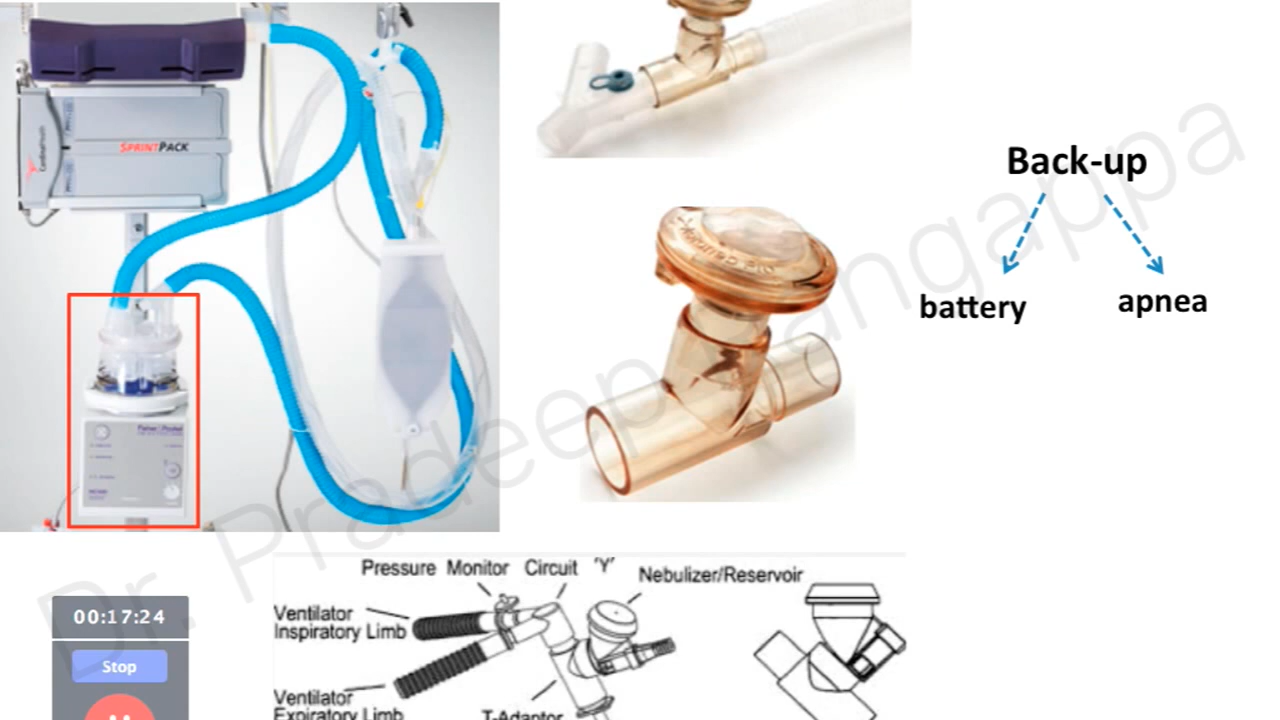 SPRINTPACK
Back-up
battery
apnea
Dr. Pradeep Rangappa
Pressure Monitor
Circuit 'Y'
Nebulizer/Reservoir
Ventilator
Inspiratory Limb
Ventilator
Expiratory Limb
T-Adaptor
00:17:24
Stop